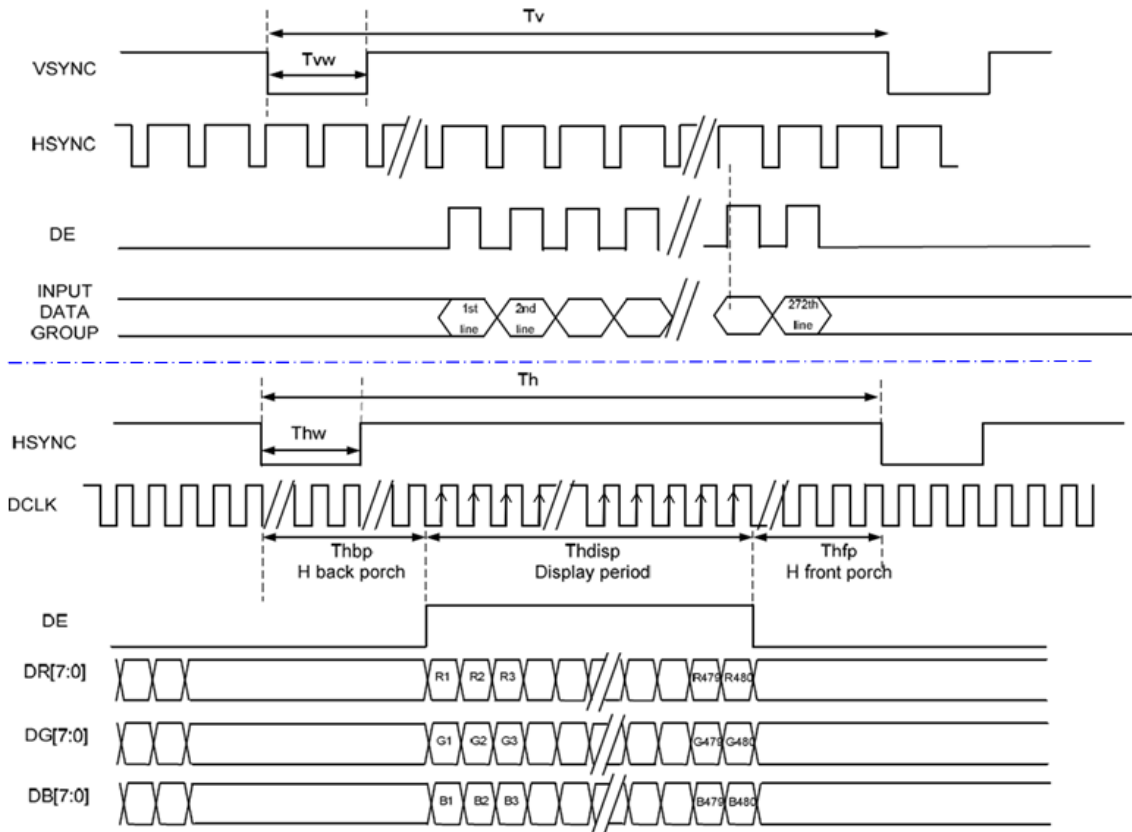 Tv
VSYNC
Tvw
HSYNC
DE
INPUT
DATA
GROUP
1st
line
2nd
line
272th
line
Th
HSYNC
Thw
DCLK
Thbp
H back porch
Thdisp
Display period
Thfp
H front porch
DE
DR[7:0]
R1 R2 R3 R479 R480
DG[7:0]
G1 G2 G3 G479 G480
DB[7:0]
B1 B2 B3 B479 B480